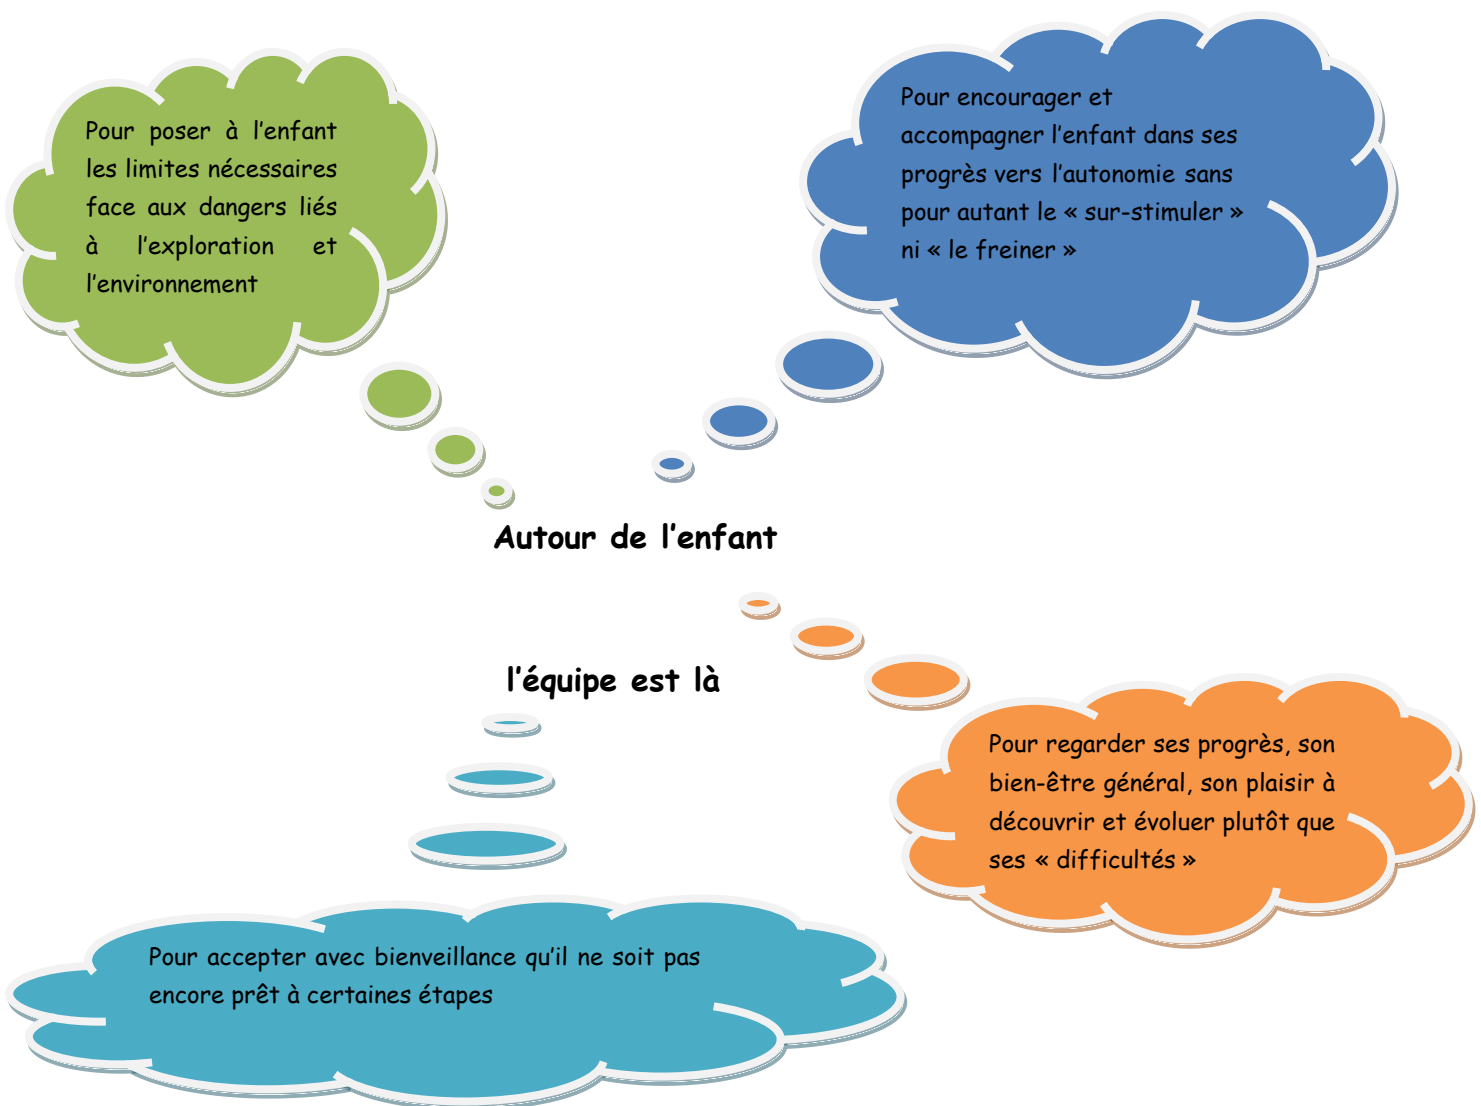 Pour poser à l'enfant
les limites nécessaires
face aux dangers liés
à l'exploration et
l'environnement
Pour encourager et
accompagner l'enfant dans ses
progrès vers l'autonomie sans
pour autant le « sur-stimuler »
ni « le freiner »
Autour de l'enfant
l'équipe est là
Pour regarder ses progrès, son
bien-être général, son plaisir à
découvrir et évoluer plutôt que
ses « difficultés »
Pour accepter avec bienveillance qu'il ne soit pas
encore prêt à certaines étapes